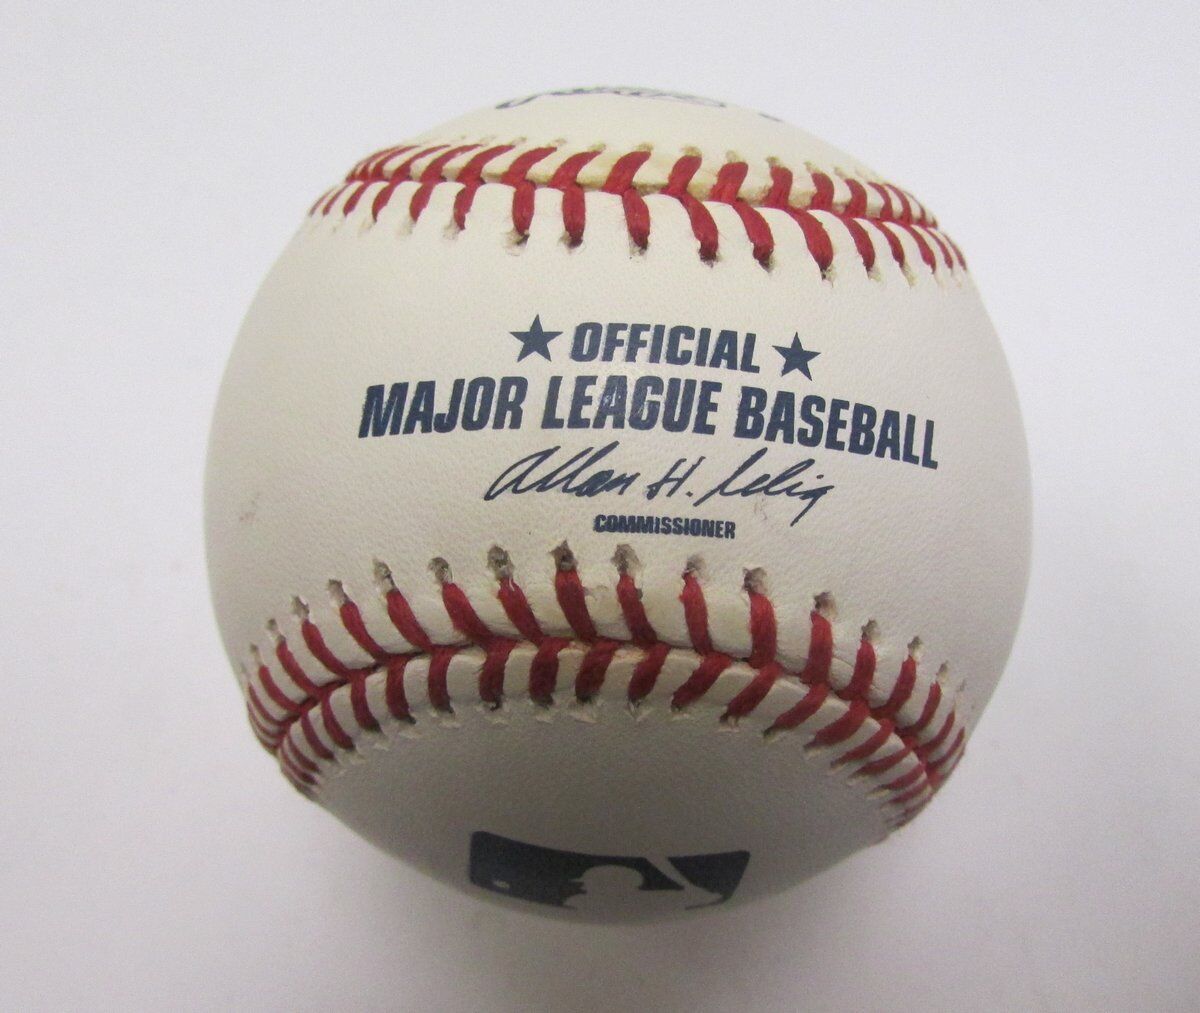 ★ OFFICIAL ★
MAJOR LEAGUE BASEBALL
Allan H. Selig
COMMISSIONER